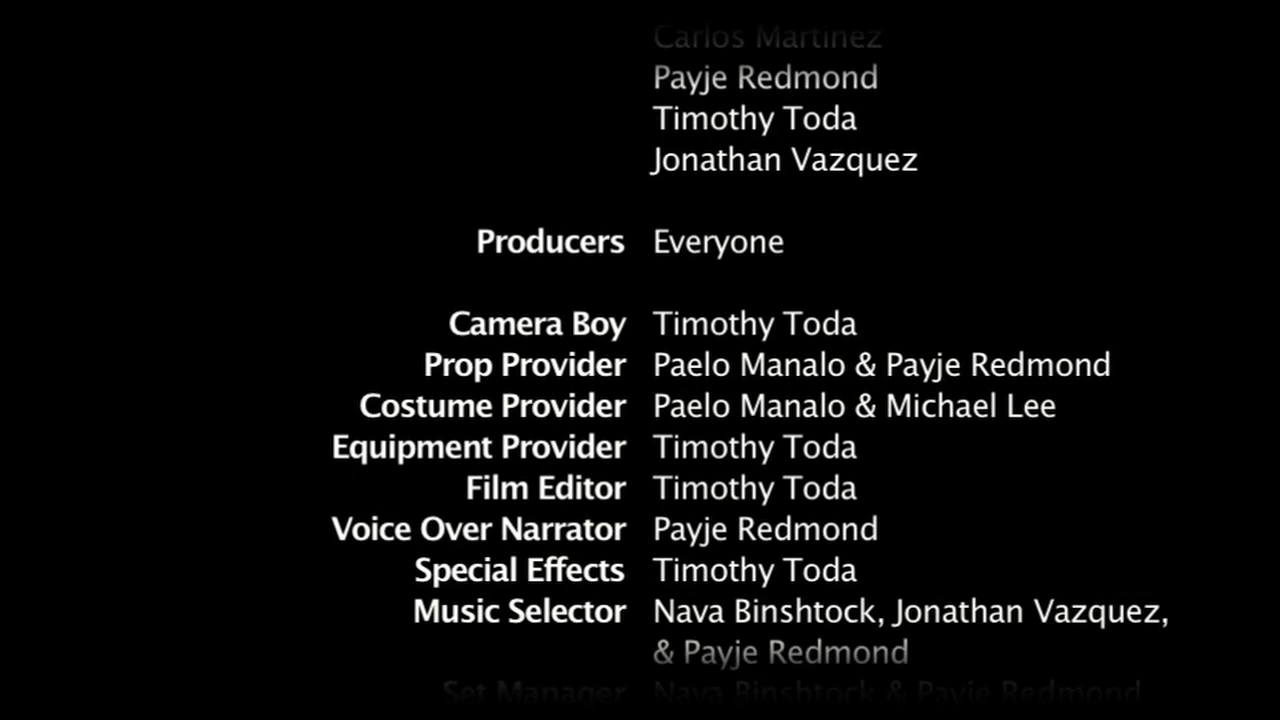 Carlos Martinez
Payje Redmond
Timothy Toda
Jonathan Vazquez
Producers Everyone
Camera Boy Timothy Toda
Prop Provider Paelo Manalo & Payje Redmond
Costume Provider Paelo Manalo & Michael Lee
Equipment Provider Timothy Toda
Film Editor Timothy Toda
Voice Over Narrator Payje Redmond
Special Effects Timothy Toda
Music Selector Nava Binshtock, Jonathan Vazquez,
& Payje Redmond
Set Manager Nava Binshtock & Payje Redmond